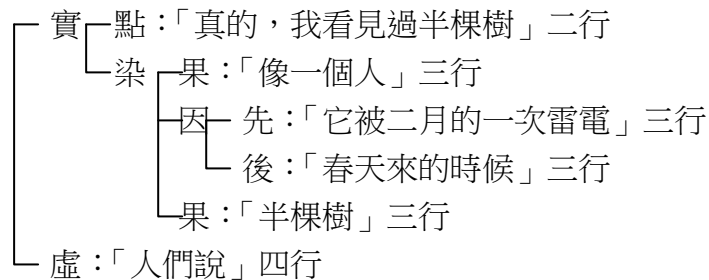 實 點：「真的，我看見過半棵樹」二行
染 果：「像一個人」三行
因 先：「它被二月的一次雷電」三行
後：「春天來的時候」三行
果：「半棵樹」三行
虛：「人們說」四行